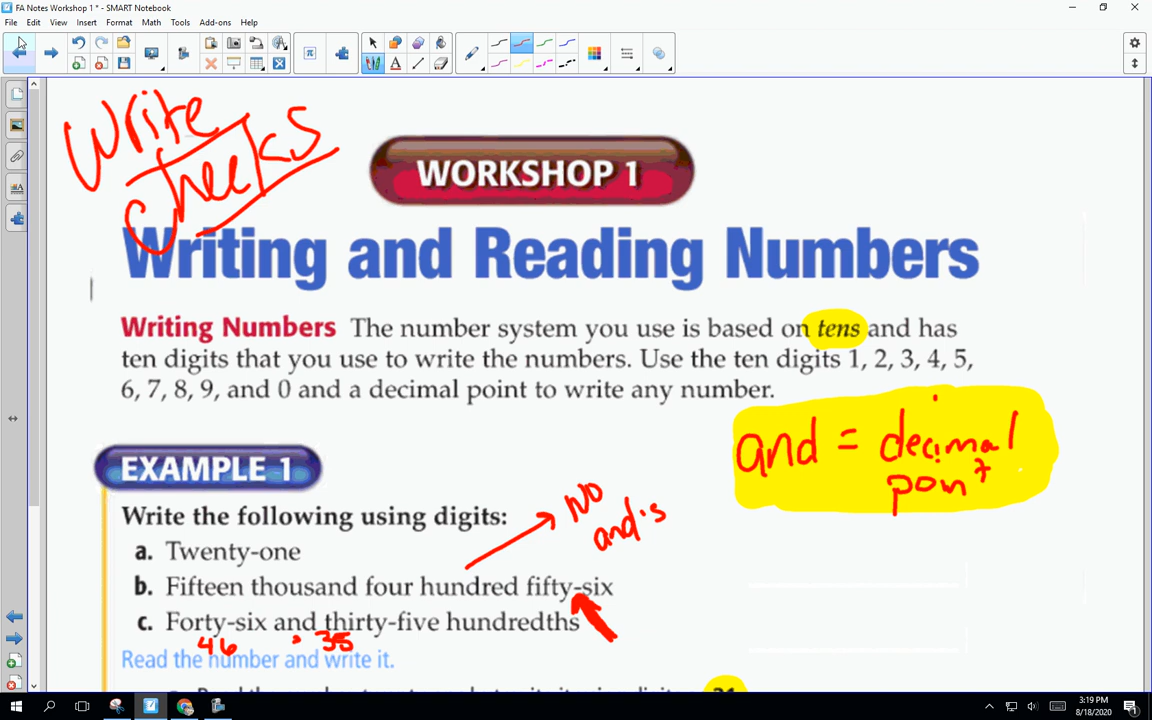 FA Notes Workshop 1 * - SMART Notebook
File Edit View Insert Format Math Tools Add-ons Help
Write
checks
WORKSHOP 1
Writing and Reading Numbers
Writing Numbers The number system you use is based on tens and has
ten digits that you use to write the numbers. Use the ten digits 1, 2, 3, 4, 5,
6, 7, 8, 9, and 0 and a decimal point to write any number.
and = decimal
point
EXAMPLE 1
Write the following using digits:
No
and's
a. Twenty-one
b. Fifteen thousand four hundred fifty-six
c. Forty-six and thirty-five hundredths
46 . 35
Read the number and write it.
3:19 PM
8/18/2020